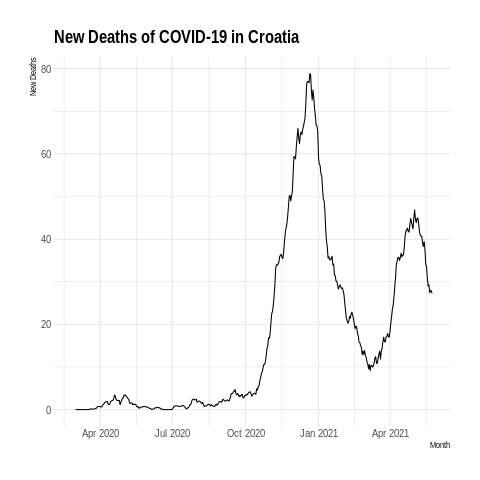 New Deaths of COVID-19 in Croatia
New Deaths
80
60
40
20
0
Apr 2020 Jul 2020 Oct 2020 Jan 2021 Apr 2021
Month